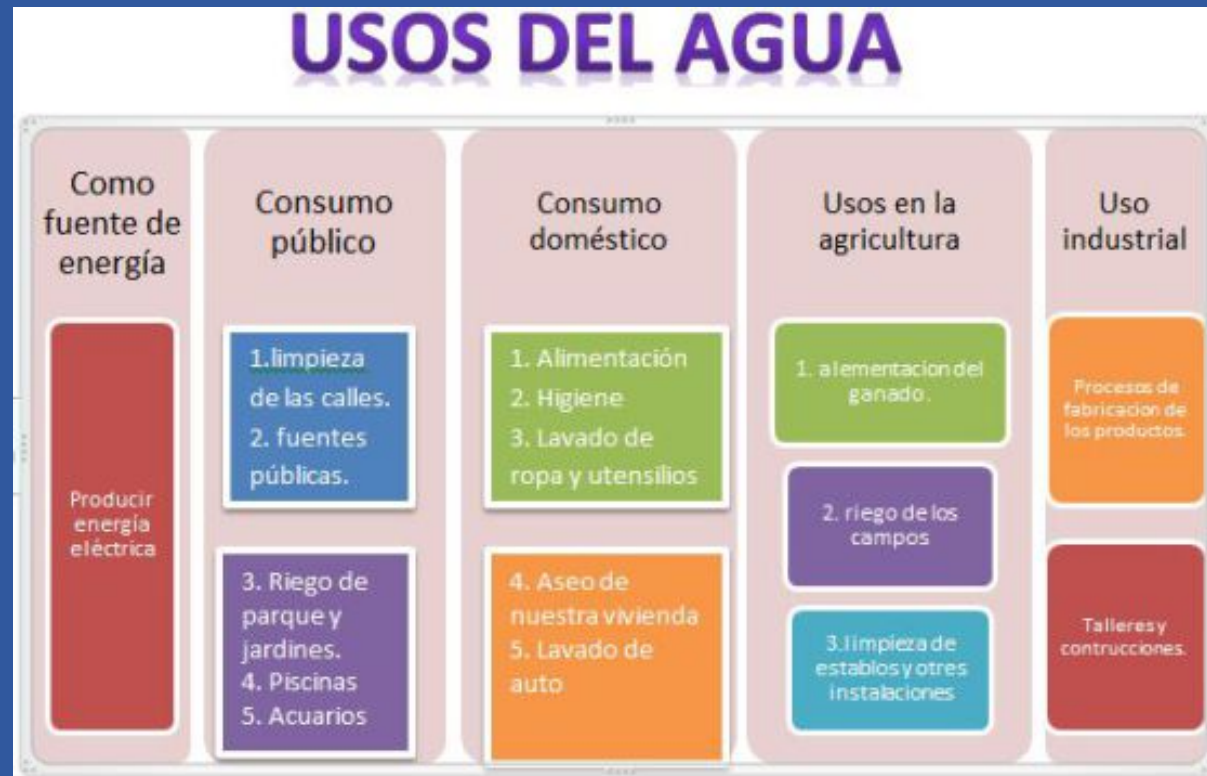 USOS DEL AGUA
Como
fuente de
energía
Producir
energía
eléctrica
Consumo
público
1.limpieza
de las calles.
2. fuentes
públicas.
3. Riego de
parque y
jardines.
4. Piscinas
5. Acuarios
Consumo
doméstico
1. Alimentación
2. Higiene
3. Lavado de
ropa y utensilios
4. Aseo de
nuestra vivienda
5. Lavado de
auto
Usos en la
agricultura
1. alementacion del
ganado.
2. riego de los
campos
3.limpieza de
establos y otres
instalaciones
Uso
industrial
Procesos de
fabricacion de
los productos.
Talleres y
contrucciones.